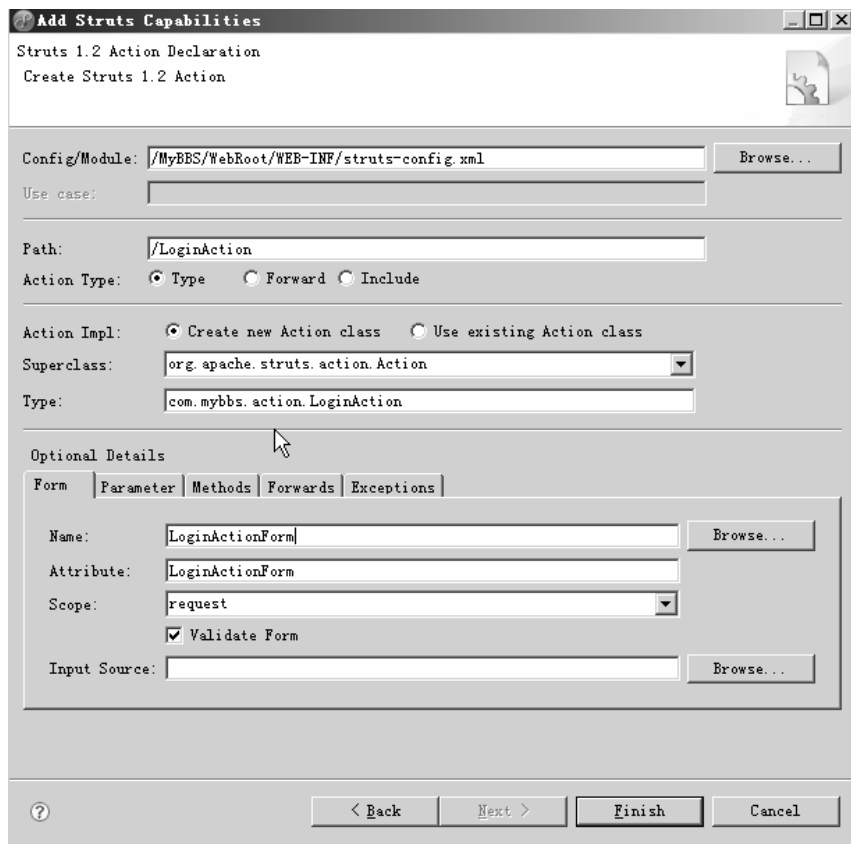 Add Struts Capabilities
Struts 1.2 Action Declaration
Create Struts 1.2 Action
Config/Module: /MyBBS/WebRoot/WEB-INF/struts-config.xml Browse...
Use case:
Path: /LoginAction
Action Type: Type Forward Include
Action Impl: Create new Action class Use existing Action class
Superclass: org.apache.struts.action.Action
Type: com.mybbs.action.LoginAction
Optional Details
Form Parameter Methods Forwards Exceptions
Name: LoginActionForm Browse...
Attribute: LoginActionForm
Scope: request
Validate Form
Input Source: Browse...
? < Back Next > Finish Cancel